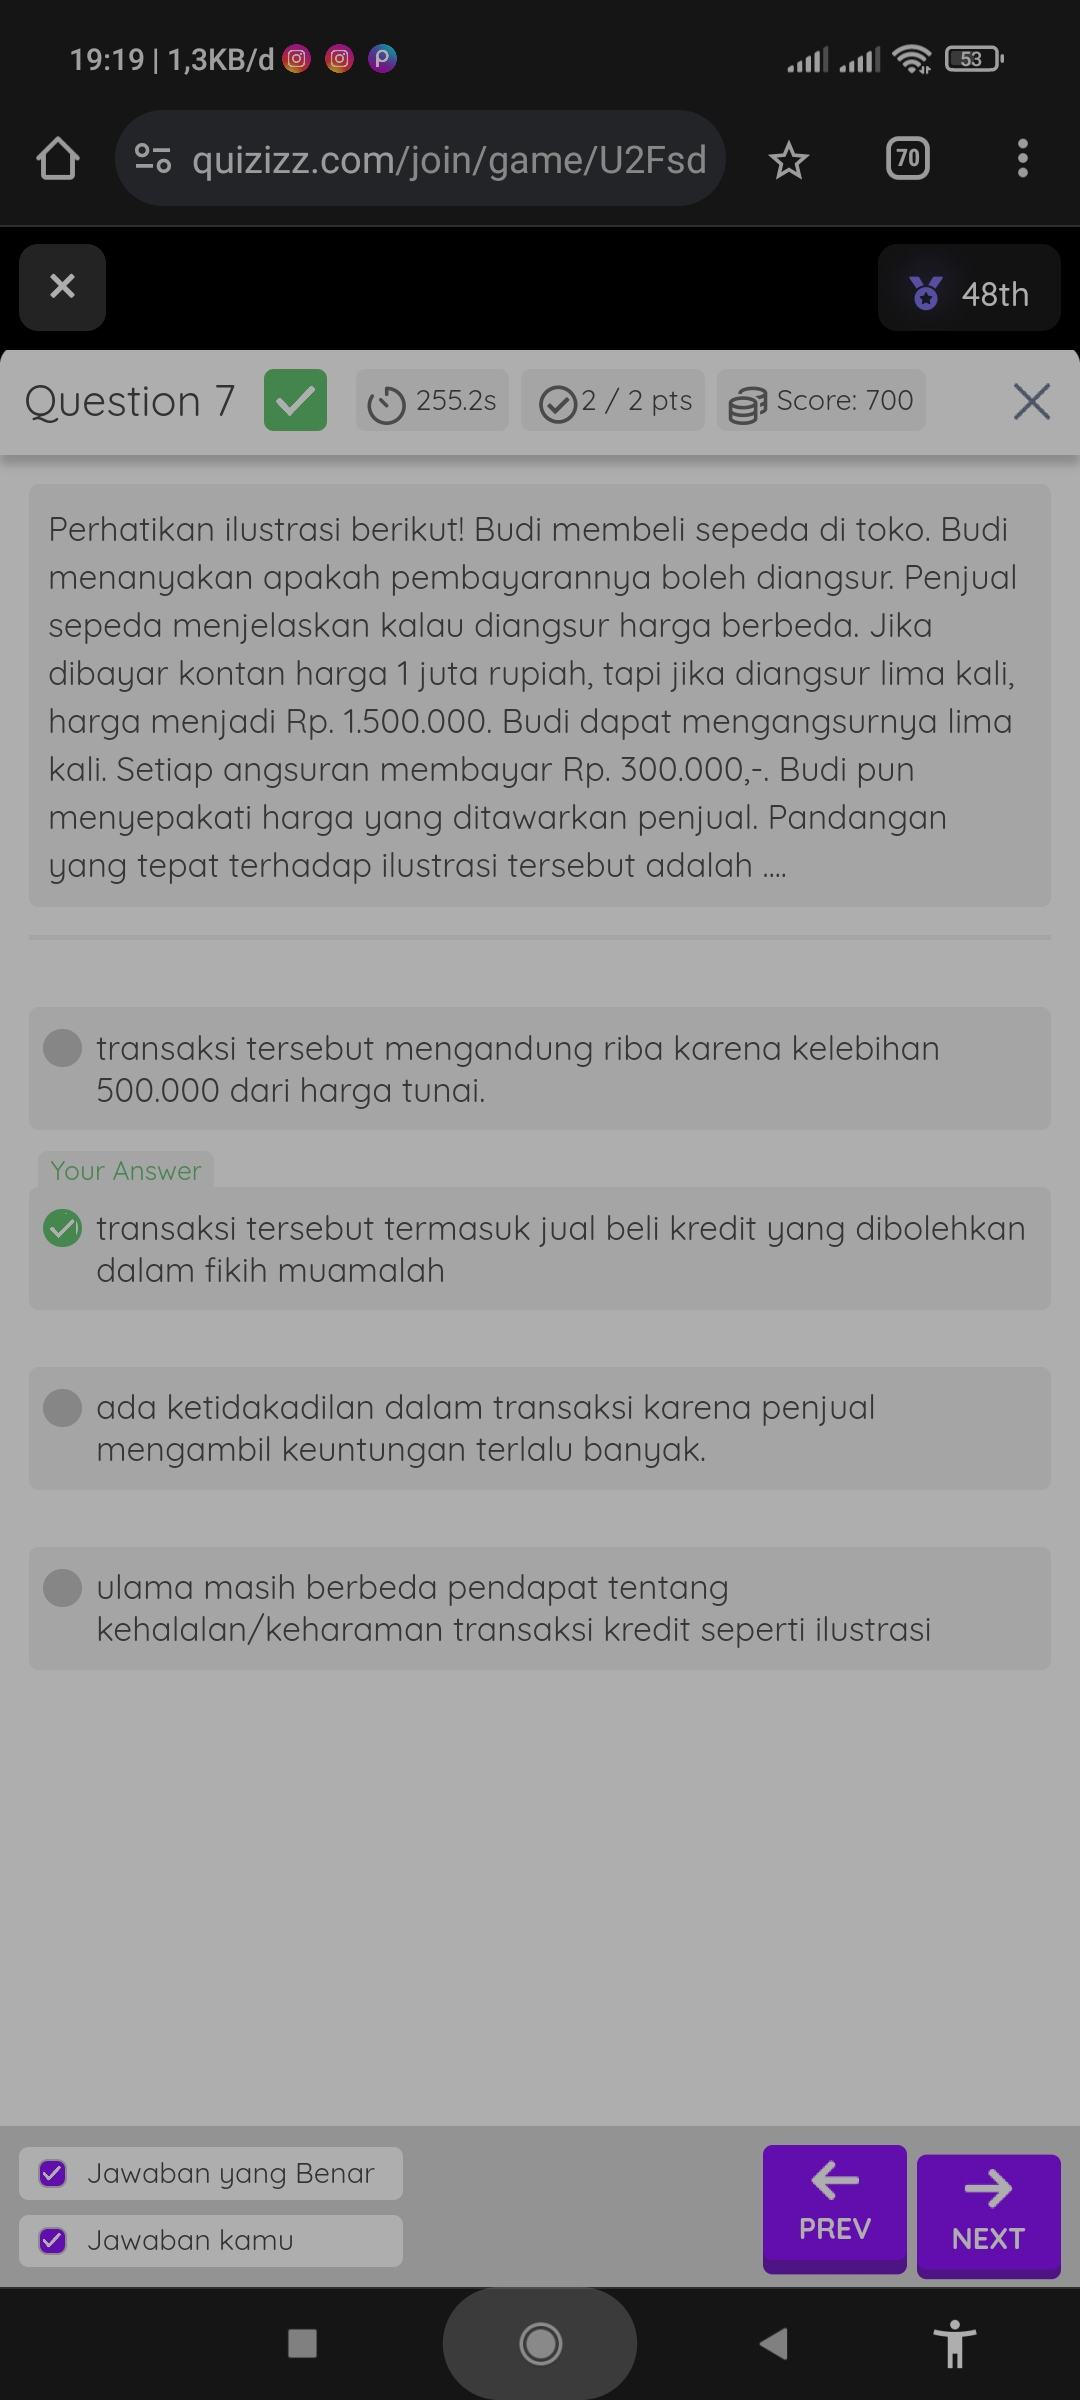 19:19 | 1,3KB/d
53
quizizz.com/join/game/U2Fsd
70
48th
Question 7
255.2s
2 / 2 pts
Score: 700
Perhatikan ilustrasi berikut! Budi membeli sepeda di toko. Budi
menanyakan apakah pembayarannya boleh diangsur. Penjual
sepeda menjelaskan kalau diangsur harga berbeda. Jika
dibayar kontan harga 1 juta rupiah, tapi jika diangsur lima kali,
harga menjadi Rp. 1.500.000. Budi dapat mengangsurnya lima
kali. Setiap angsuran membayar Rp. 300.000,-. Budi pun
menyepakati harga yang ditawarkan penjual. Pandangan
yang tepat terhadap ilustrasi tersebut adalah ....
transaksi tersebut mengandung riba karena kelebihan
500.000 dari harga tunai.
Your Answer
transaksi tersebut termasuk jual beli kredit yang dibolehkan
dalam fikih muamalah
ada ketidakadilan dalam transaksi karena penjual
mengambil keuntungan terlalu banyak.
ulama masih berbeda pendapat tentang
kehalalan/keharaman transaksi kredit seperti ilustrasi
Jawaban yang Benar
Jawaban kamu
PREV
NEXT